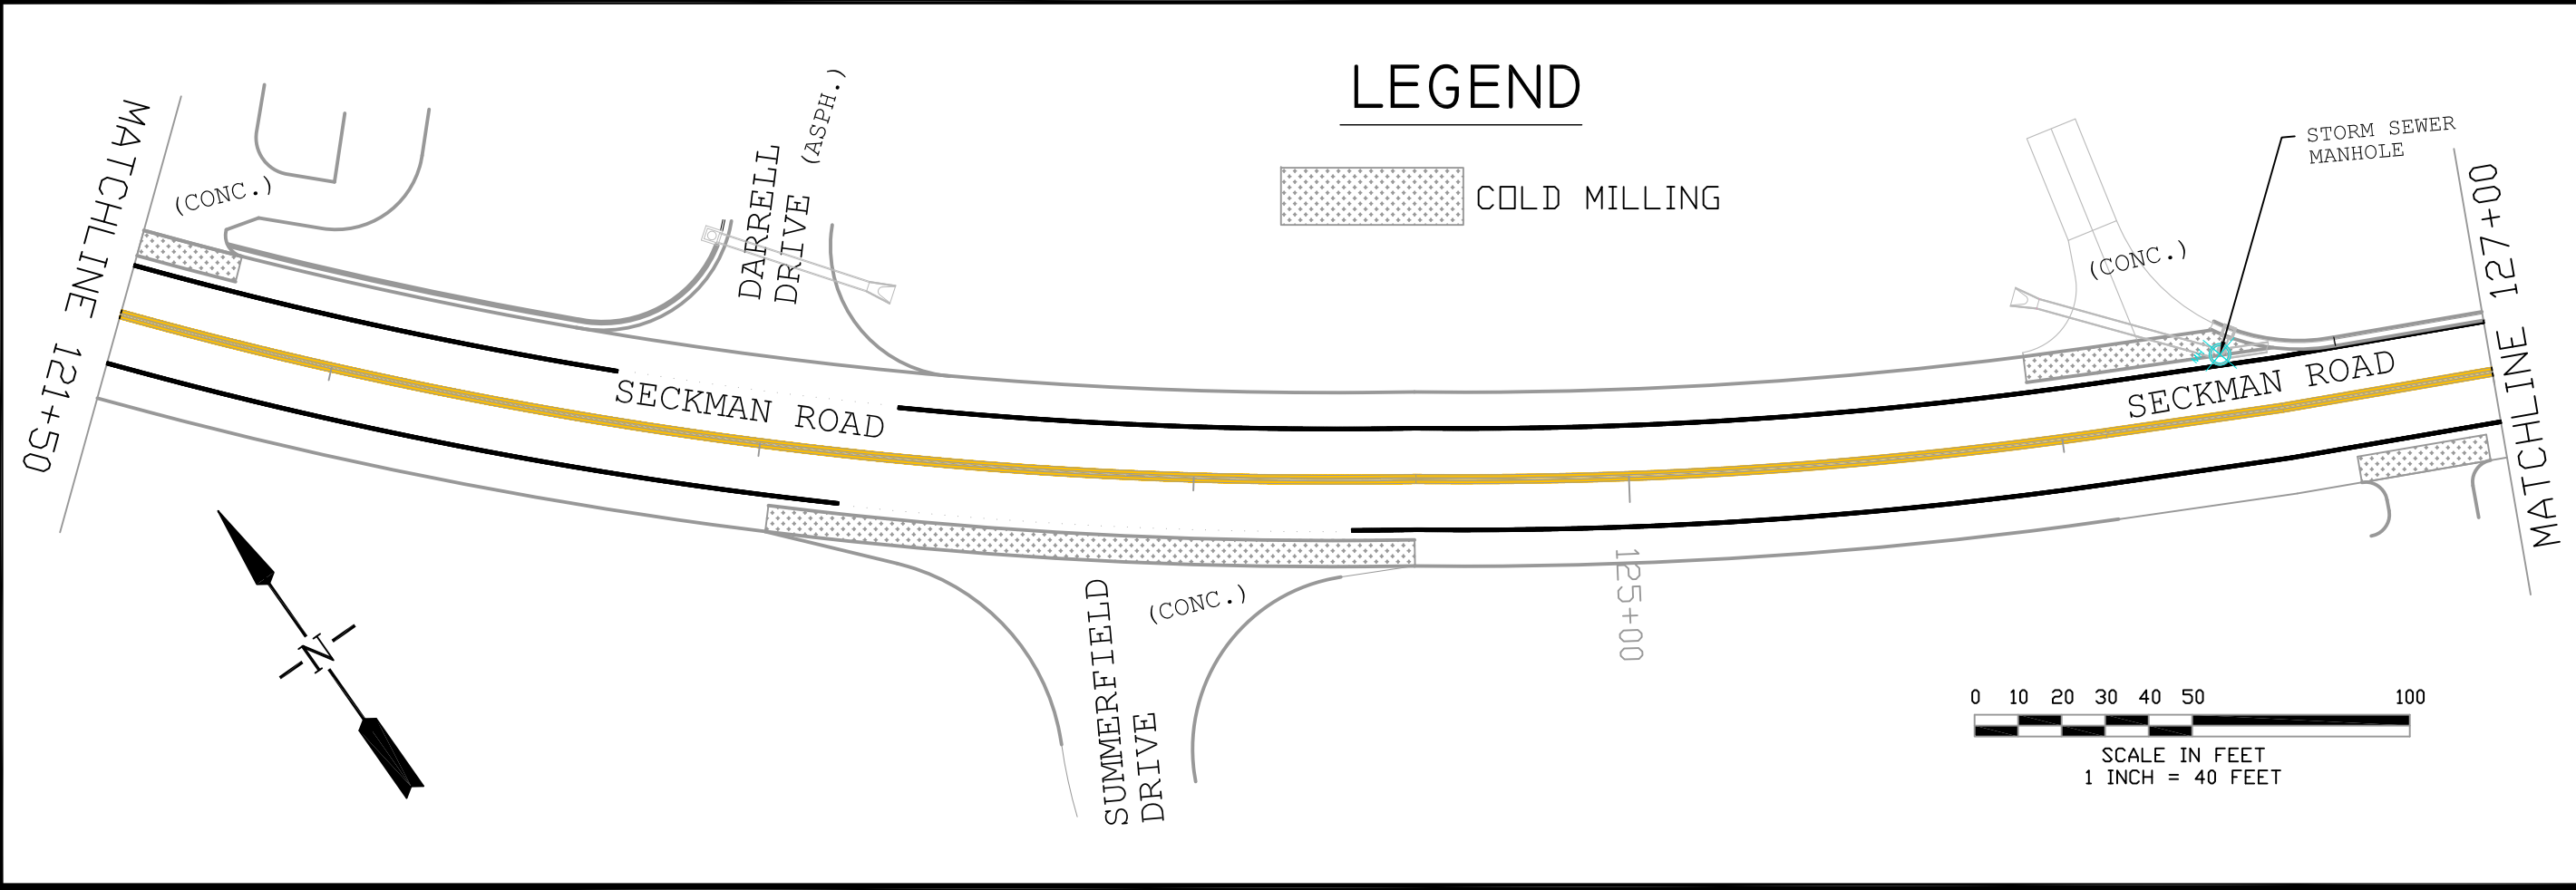 LEGEND
COLD MILLING
MATCHLINE 121+50
(CONC.)
DARRELL
DRIVE (ASPH.)
STORM SEWER
MANHOLE
(CONC.)
MATCHLINE 127+00
SECKMAN ROAD
SECKMAN ROAD
N
SUMMERFIELD
DRIVE
(CONC.)
125+00
0 10 20 30 40 50 100
SCALE IN FEET
1 INCH = 40 FEET